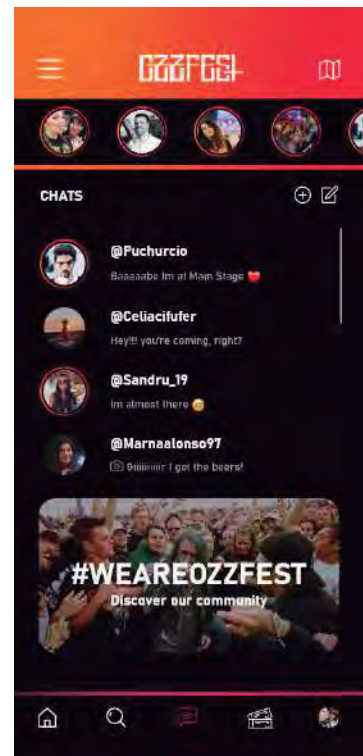 OZZFEST
CHATS
@Puchurcio
Baaaaabe Im at Main Stage ❤️
@Celiacifufer
Hey!!! you're coming, right?
@Sandru_19
Im almost there 😊
@Marnaalonso97
I got the beers!
#WEAREOZZFEST
Discover our community